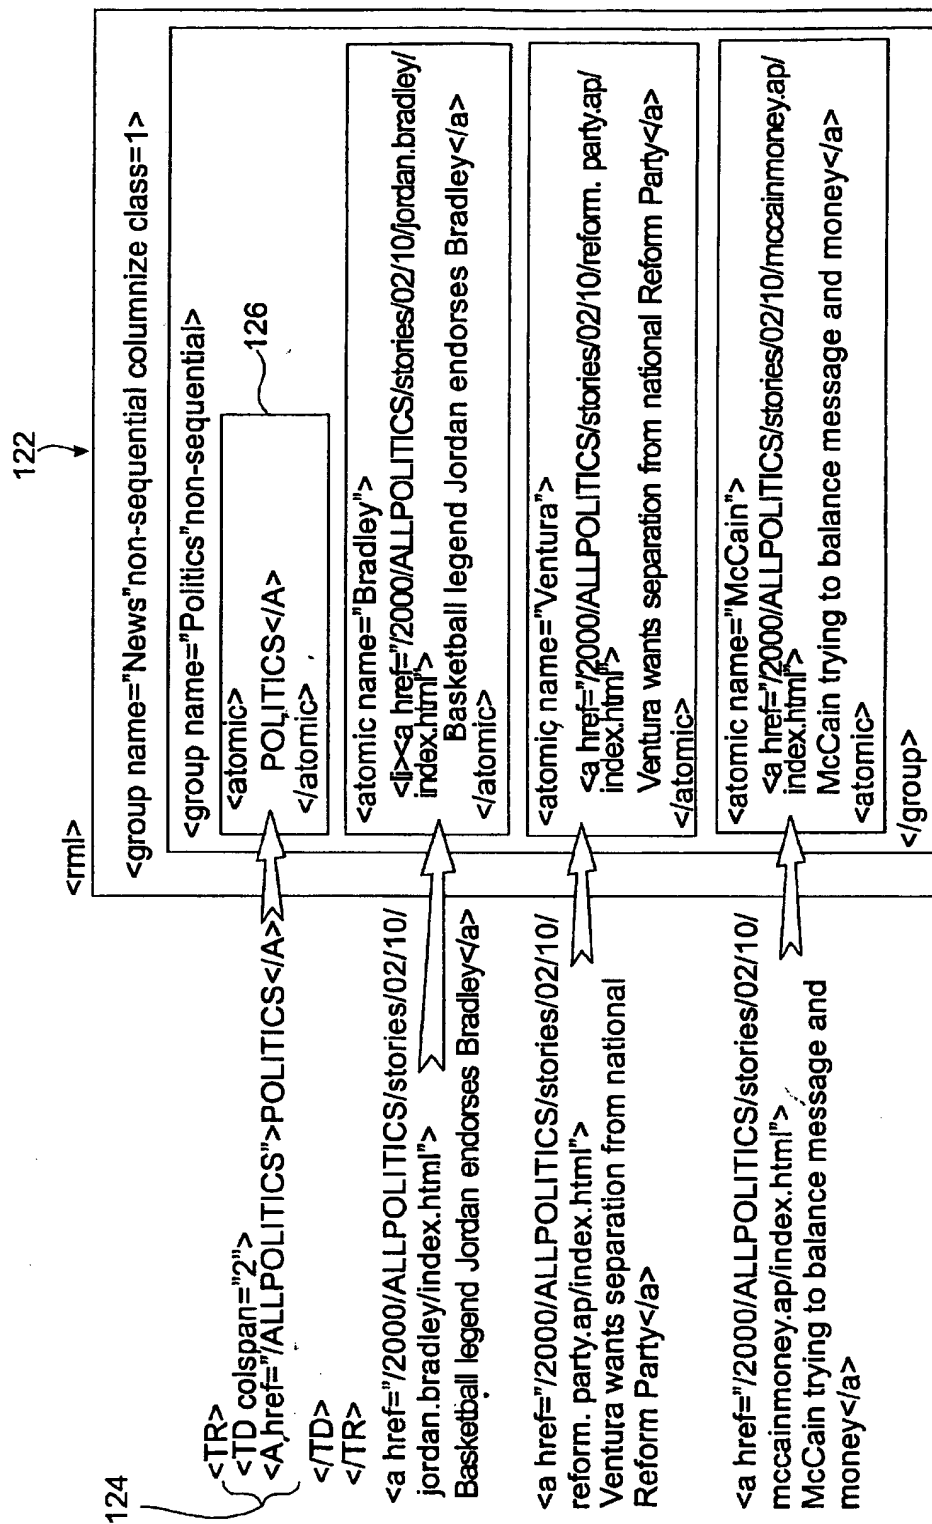 122
<rml>
<group name="News"non-sequential columnize class=1>
<group name="Politics"non-sequential>
<atomic>
POLITICS</A>
</atomic>
126
<atomic name="Bradley">
<li><a href="/2000/ALLPOLITICS/stories/02/10/jordan.bradley/
index.html">
Basketball legend Jordan endorses Bradley</a>
</atomic>
<atomic name="Ventura">
<a href="/2000/ALLPOLITICS/stories/02/10/reform. party.ap/
index.html">
Ventura wants separation from national Reform Party</a>
</atomic>
<atomic name="McCain">
<a href="/2000/ALLPOLITICS/stories/02/10/mccainmoney.ap/
index.html">
McCain trying to balance message and money</a>
<atomic>
</group>
124
<TR>
<TD colspan="2">
<A,href="/ALLPOLITICS">POLITICS</A>
</TD>
</TR>
<a href="/2000/ALLPOLITICS/stories/02/10/
jordan.bradley/index.html">
Basketball legend Jordan endorses Bradley</a>
<a href="/2000/ALLPOLITICS/stories/02/10/
reform. party.ap/index.html">
Ventura wants separation from national
Reform Party</a>
<a href="/2000/ALLPOLITICS/stories/02/10/
mccainmoney.ap/index.html">
McCain trying to balance message and
money</a>